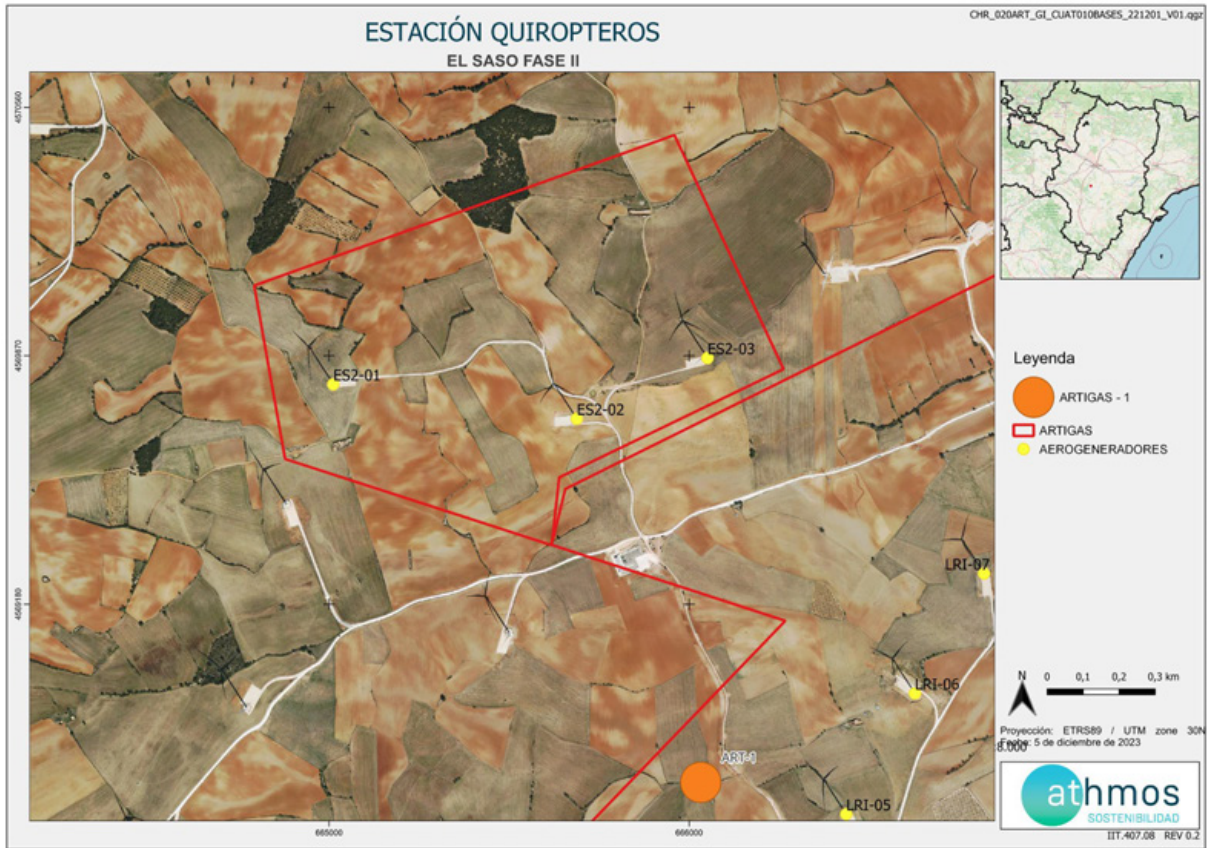 CHR_020ART_GI_CUAT010BASES_221201_V01.qgz
ESTACIÓN QUIROPTEROS
EL SASO FASE II
4570560
4569870
4569180
ES2-01
ES2-02
ES2-03
LRI-07
LRI-06
LRI-05
ART-1
665000
666000
Leyenda
ARTIGAS - 1
ARTIGAS
AEROGENERADORES
N
0 0,1 0,2 0,3 km
Proyección: ETRS89 / UTM zone 30N
Fecha: 5 de diciembre de 2023
8.000
athmos
SOSTENIBILIDAD
IIT.407.08 REV 0.2